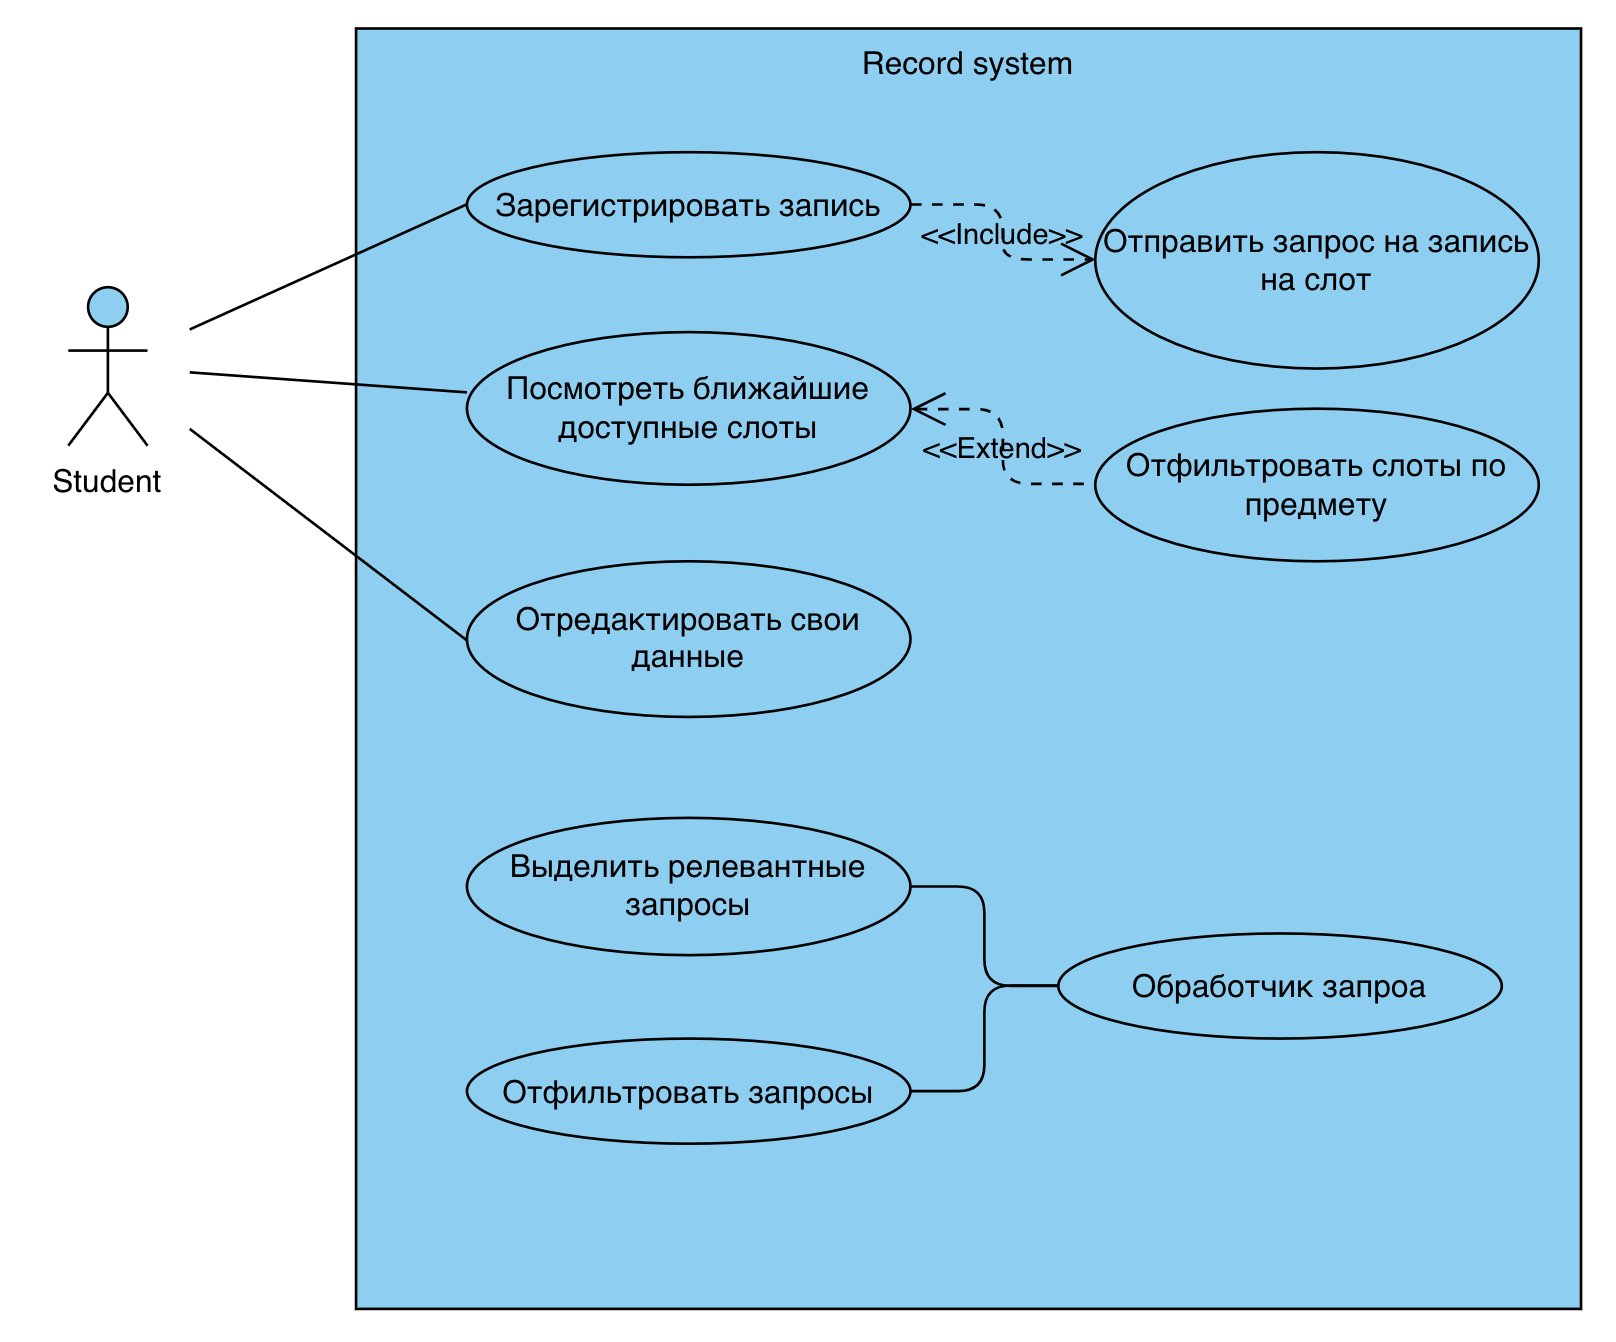 Record system
Зарегистрировать запись
<<Include>>
Отправить запрос на запись
на слот
Посмотреть ближайшие
доступные слоты
<<Extend>>
Отфильтровать слоты по
предмету
Student
Отредактировать свои
данные
Выделить релевантные
запросы
Обработчик запроа
Отфильтровать запросы